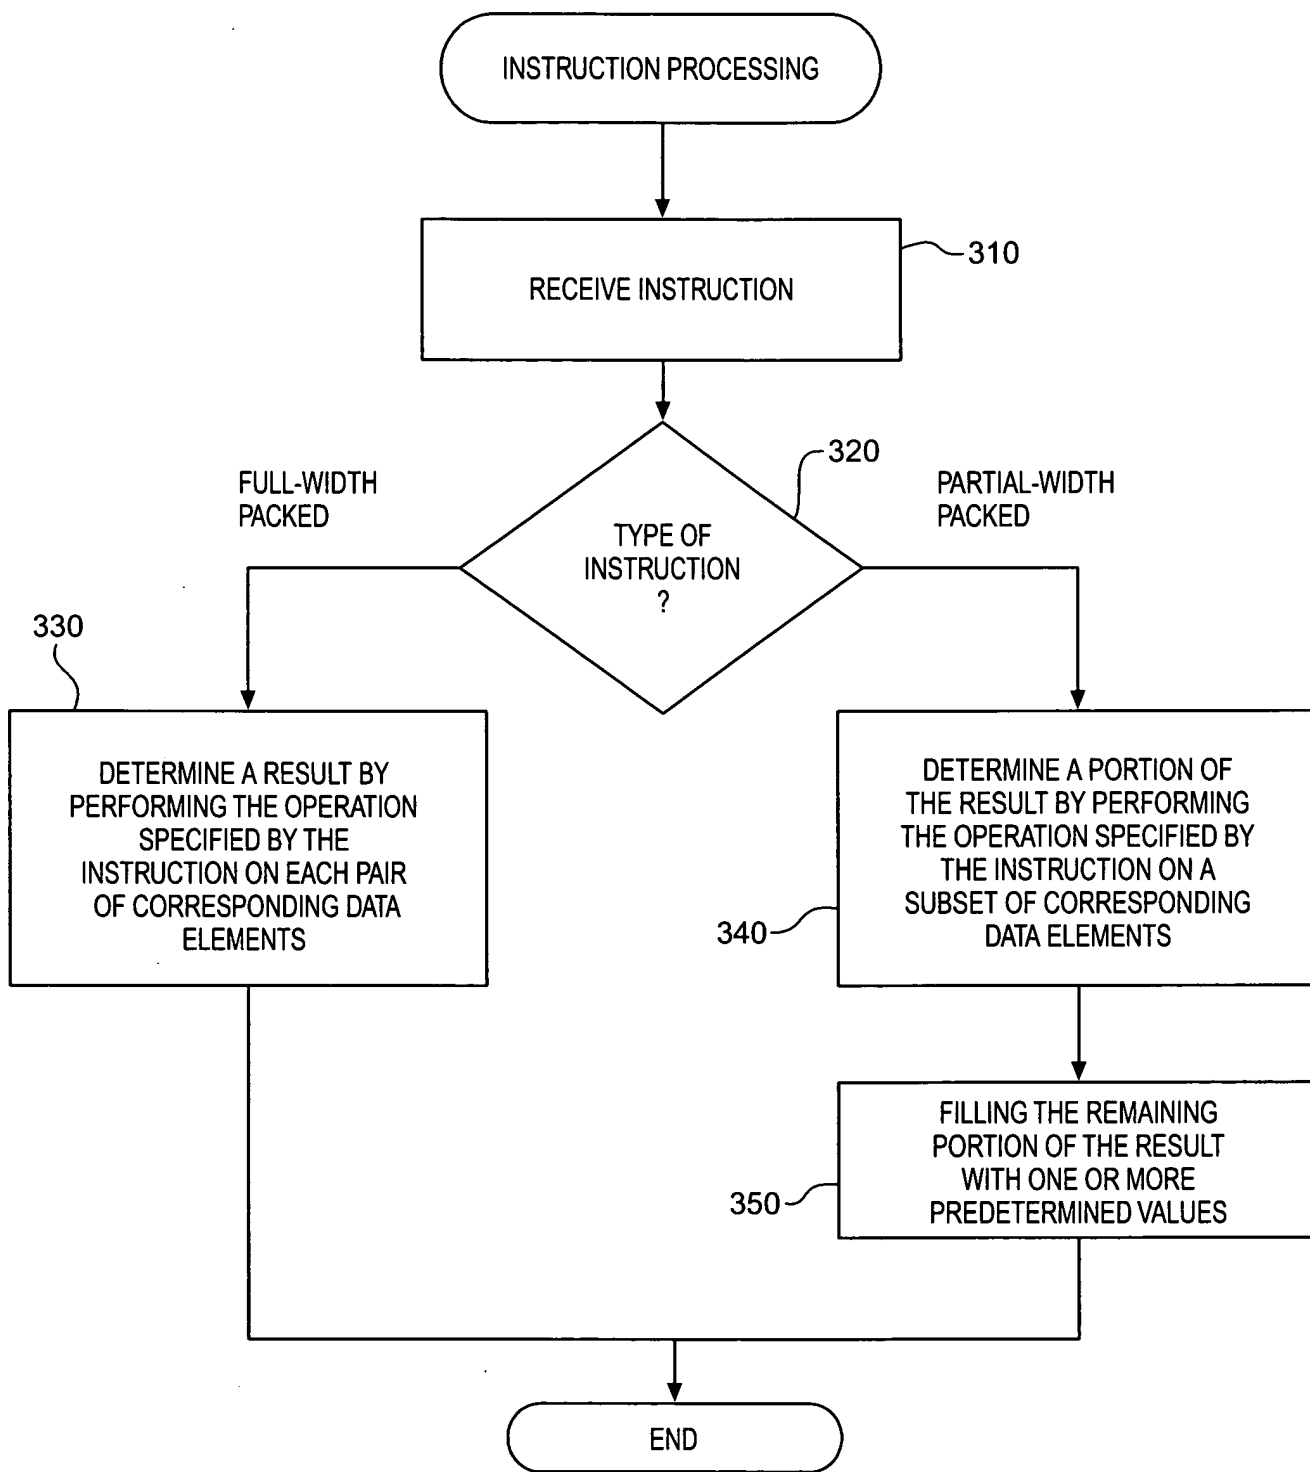 INSTRUCTION PROCESSING
310
RECEIVE INSTRUCTION
320
FULL-WIDTH
PACKED
PARTIAL-WIDTH
PACKED
TYPE OF
INSTRUCTION
?
330
DETERMINE A RESULT BY
PERFORMING THE OPERATION
SPECIFIED BY THE
INSTRUCTION ON EACH PAIR
OF CORRESPONDING DATA
ELEMENTS
DETERMINE A PORTION OF
THE RESULT BY PERFORMING
THE OPERATION SPECIFIED BY
THE INSTRUCTION ON A
SUBSET OF CORRESPONDING
DATA ELEMENTS
340
FILLING THE REMAINING
PORTION OF THE RESULT
WITH ONE OR MORE
PREDETERMINED VALUES
350
END